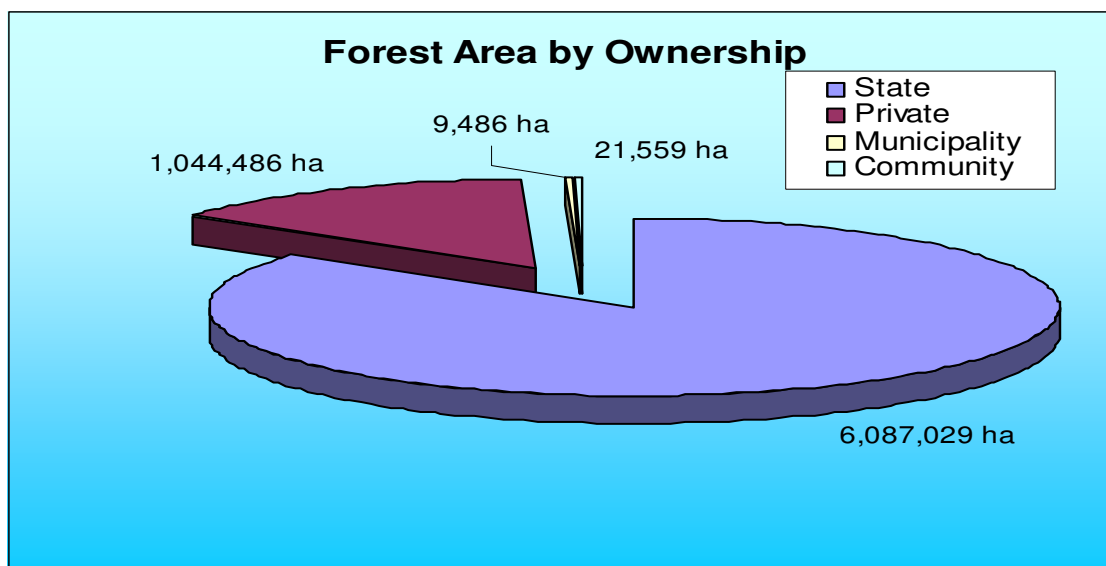 Forest Area by Ownership
State
Private
Municipality
Community
9,486 ha
21,559 ha
1,044,486 ha
6,087,029 ha